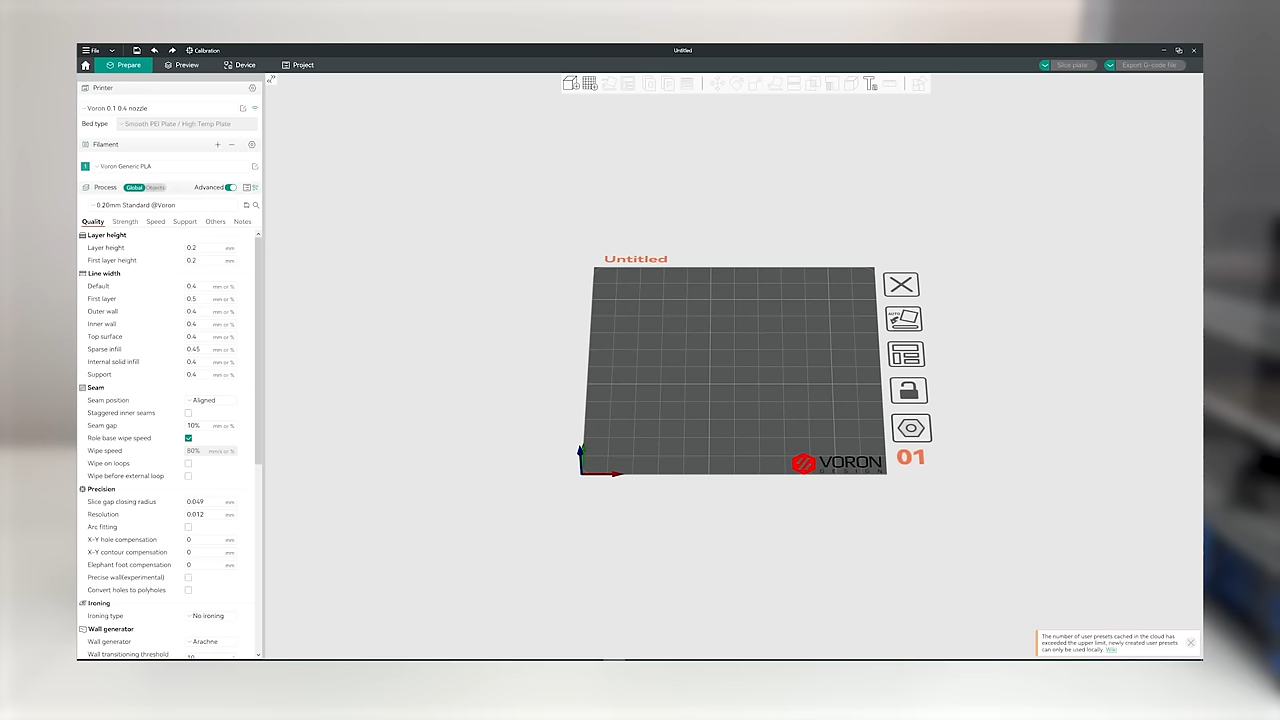 File
Calibration
Untitled
Prepare
Preview
Device
Project
Slice plate
Export G-code file
Printer
Voron 0.1 0.4 nozzle
Bed type
Smooth PEI Plate / High Temp Plate
Filament
1
Voron Generic PLA
Process
Global
Objects
Advanced
0.20mm Standard @Voron
Quality
Strength
Speed
Support
Others
Notes
Layer height
Layer height 0.2 mm
First layer height 0.2 mm
Line width
Default 0.4 mm or %
First layer 0.5 mm or %
Outer wall 0.4 mm or %
Inner wall 0.4 mm or %
Top surface 0.4 mm or %
Sparse infill 0.45 mm or %
Internal solid infill 0.4 mm or %
Support 0.4 mm or %
Seam
Seam position Aligned
Staggered inner seams
Seam gap 10% mm or %
Role base wipe speed
Wipe speed 80% mm/s or %
Wipe on loops
Wipe before external loop
Precision
Slice gap closing radius 0.049 mm
Resolution 0.012 mm
Arc fitting
X-Y hole compensation 0 mm
X-Y contour compensation 0 mm
Elephant foot compensation 0 mm
Precise wall(experimental)
Convert holes to polyholes
Ironing
Ironing type No ironing
Wall generator
Wall generator Arachne
Wall transitioning threshold
Untitled
AUTO
VORON
DESIGN
01
The number of user presets cached in the cloud has
exceeded the upper limit, newly created user presets
can only be used locally. Wiki